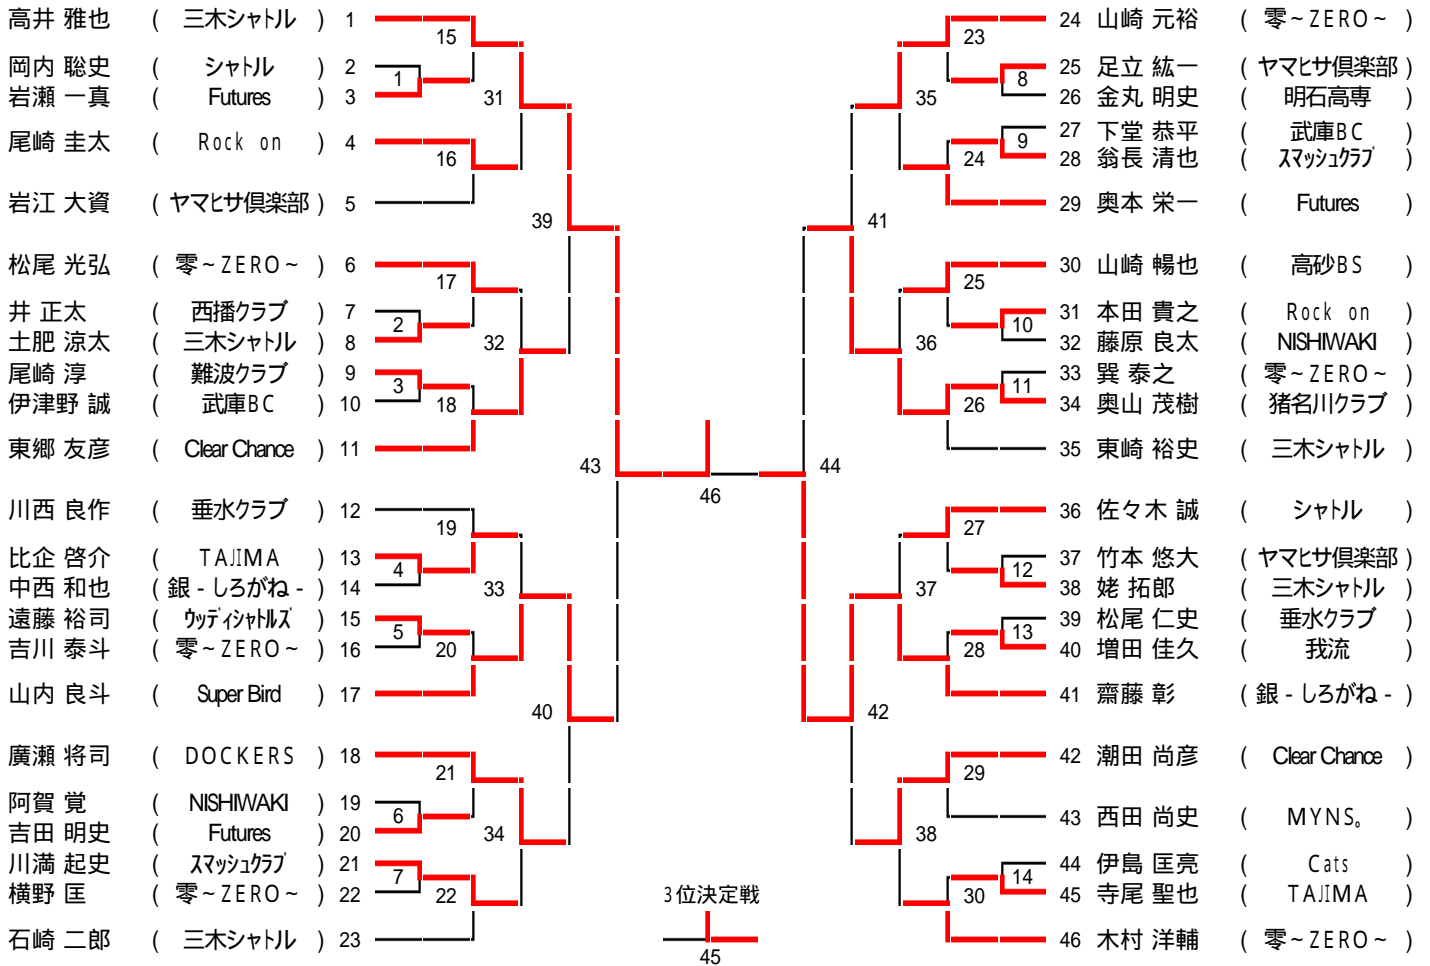 高井 雅也 ( 三木シャトル ) 1
岡内 聡史 ( シャトル ) 2
岩瀬 一真 ( Futures ) 3
尾崎 圭太 ( Rock on ) 4
岩江 大資 ( ヤマヒサ倶楽部 ) 5
松尾 光弘 ( 零~ZERO~ ) 6
井 正太 ( 西播クラブ ) 7
土肥 涼太 ( 三木シャトル ) 8
尾崎 淳 ( 難波クラブ ) 9
伊津野 誠 ( 武庫BC ) 10
東郷 友彦 ( Clear Chance ) 11
川西 良作 ( 垂水クラブ ) 12
比企 啓介 ( TAJIMA ) 13
中西 和也 ( 銀 - しろがね - ) 14
遠藤 裕司 ( ウッディシャトルズ ) 15
吉川 泰斗 ( 零~ZERO~ ) 16
山内 良斗 ( Super Bird ) 17
廣瀬 将司 ( DOCKERS ) 18
阿賀 覚 ( NISHIWAKI ) 19
吉田 明史 ( Futures ) 20
川満 起史 ( スマッシュクラブ ) 21
横野 匡 ( 零~ZERO~ ) 22
石崎 二郎 ( 三木シャトル ) 23
15
1
31
16
39
17
2
32
3
18
43
19
4
33
5
20
40
21
6
34
7
22
46
3位決定戦
45
23
8
35
9
24
41
25
10
36
11
26
44
27
12
37
13
28
42
29
38
14
30
24 山崎 元裕 ( 零~ZERO~ )
25 足立 紘一 ( ヤマヒサ倶楽部 )
26 金丸 明史 ( 明石高専 )
27 下堂 恭平 ( 武庫BC )
28 翁長 清也 ( スマッシュクラブ )
29 奥本 栄一 ( Futures )
30 山崎 暢也 ( 高砂BS )
31 本田 貴之 ( Rock on )
32 藤原 良太 ( NISHIWAKI )
33 巽 泰之 ( 零~ZERO~ )
34 奥山 茂樹 ( 猪名川クラブ )
35 東崎 裕史 ( 三木シャトル )
36 佐々木 誠 ( シャトル )
37 竹本 悠大 ( ヤマヒサ倶楽部 )
38 姥 拓郎 ( 三木シャトル )
39 松尾 仁史 ( 垂水クラブ )
40 増田 佳久 ( 我流 )
41 齋藤 彰 ( 銀 - しろがね - )
42 潮田 尚彦 ( Clear Chance )
43 西田 尚史 ( MYNS。 )
44 伊島 匡亮 ( Cats )
45 寺尾 聖也 ( TAJIMA )
46 木村 洋輔 ( 零~ZERO~ )